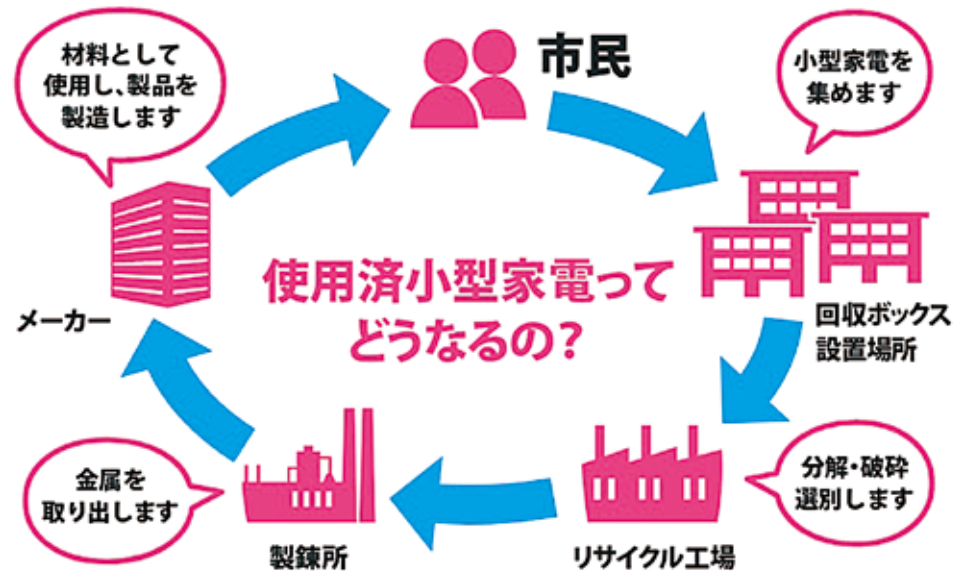 市民
小型家電を
集めます
回収ボックス
設置場所
分解・破砕
選別します
リサイクル工場
製錬所
金属を
取り出します
メーカー
材料として
使用し、製品を
製造します
使用済小型家電って
どうなるの?